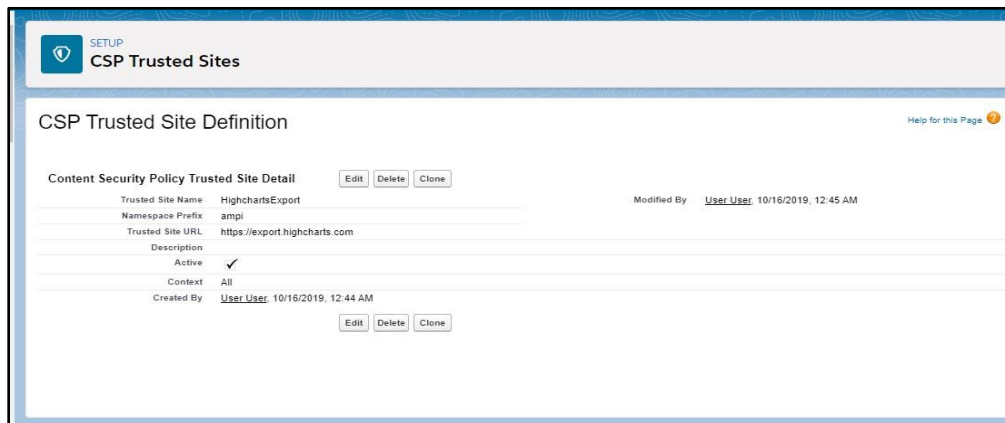 SETUP
CSP Trusted Sites
CSP Trusted Site Definition
Help for this Page ?
Content Security Policy Trusted Site Detail Edit Delete Clone
Trusted Site Name HighchartsExport Modified By User User, 10/16/2019, 12:45 AM
Namespace Prefix ampi
Trusted Site URL https://export.highcharts.com
Description
Active ✓
Context All
Created By User User, 10/16/2019, 12:44 AM
Edit Delete Clone